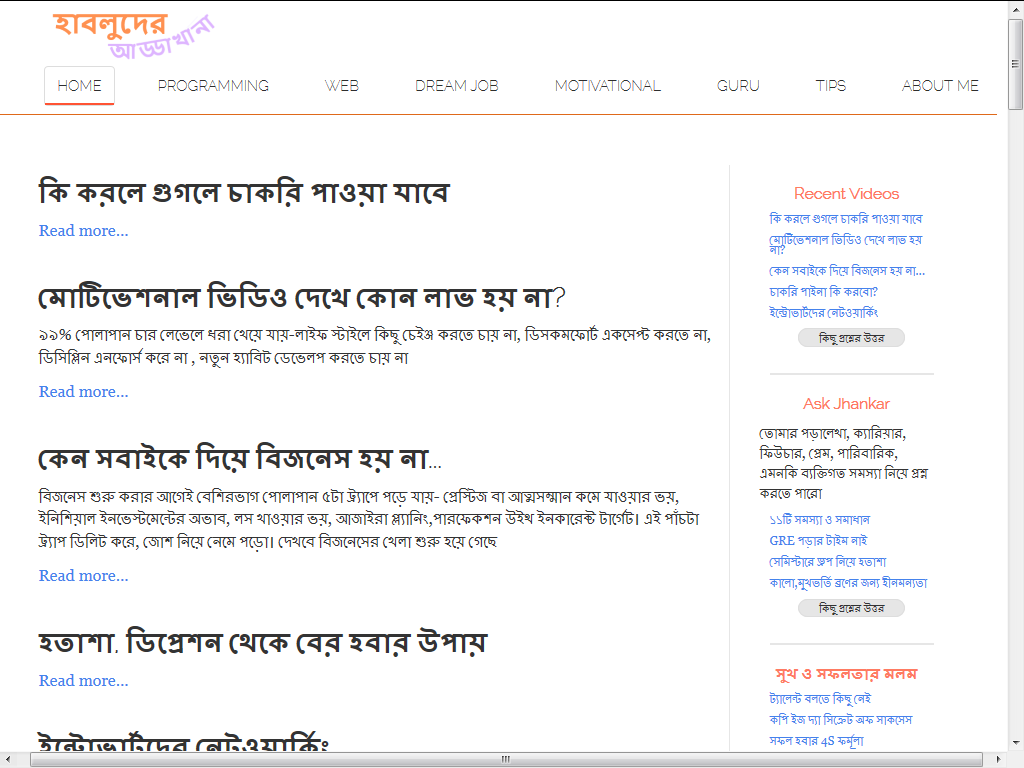 হাবলুদের
আড্ডাখানা
HOME PROGRAMMING WEB DREAM JOB MOTIVATIONAL GURU TIPS ABOUT ME
কি করলে গুগলে চাকরি পাওয়া যাবে
Read more...
মোটিভেশনাল ভিডিও দেখে কোন লাভ হয় না?
৯৯% পোলাপান চার লেভেলে ধরা খেয়ে যায়-লাইফ স্টাইলে কিছু চেইঞ্জ করতে চায় না, ডিসকমফোর্ট একসেপ্ট করতে না,
ডিসিপ্লিন এনফোর্স করে না , নতুন হ্যাবিট ডেভেলপ করতে চায় না
Read more...
কেন সবাইকে দিয়ে বিজনেস হয় না...
বিজনেস শুরু করার আগেই বেশিরভাগ পোলাপান ৫টা ট্র্যাপে পড়ে যায়- প্রেস্টিজ বা আত্মসম্মান কমে যাওয়ার ভয়,
ইনিশিয়াল ইনভেস্টমেন্টের অভাব, লস খাওয়ার ভয়, আজাইরা প্ল্যানিং,পারফেকশন উইথ ইনকারেক্ট টার্গেট। এই পাঁচটা
ট্র্যাপ ডিলিট করে, জোশ নিয়ে নেমে পড়ো। দেখবে বিজনেসের খেলা শুরু হয়ে গেছে
Read more...
হতাশা, ডিপ্রেশন থেকে বের হবার উপায়
Read more...
ইন্ট্রোভার্টদের নেটওয়ার্কিং
Recent Videos
কি করলে গুগলে চাকরি পাওয়া যাবে
মোটিভেশনাল ভিডিও দেখে লাভ হয়
না?
কেন সবাইকে দিয়ে বিজনেস হয় না...
চাকরি পাইনা কি করবো?
ইন্ট্রোভার্টদের নেটওয়ার্কিং
কিছু প্রশ্নের উত্তর
Ask Jhankar
তোমার পড়ালেখা, ক্যারিয়ার,
ফিউচার, প্রেম, পারিবারিক,
এমনকি ব্যক্তিগত সমস্যা নিয়ে প্রশ্ন
করতে পারো
১১টি সমস্যা ও সমাধান
GRE পড়ার টাইম নাই
সেমিস্টারে ড্রপ নিয়ে হতাশা
কালো,মুখভর্তি ব্রণের জন্য হীনমন্যতা
কিছু প্রশ্নের উত্তর
সুখ ও সফলতার মলম
ট্যালেন্ট বলতে কিছু নেই
কপি ইজ দ্যা সিক্রেট অফ সাকসেস
সফল হবার 4S ফর্মূলা